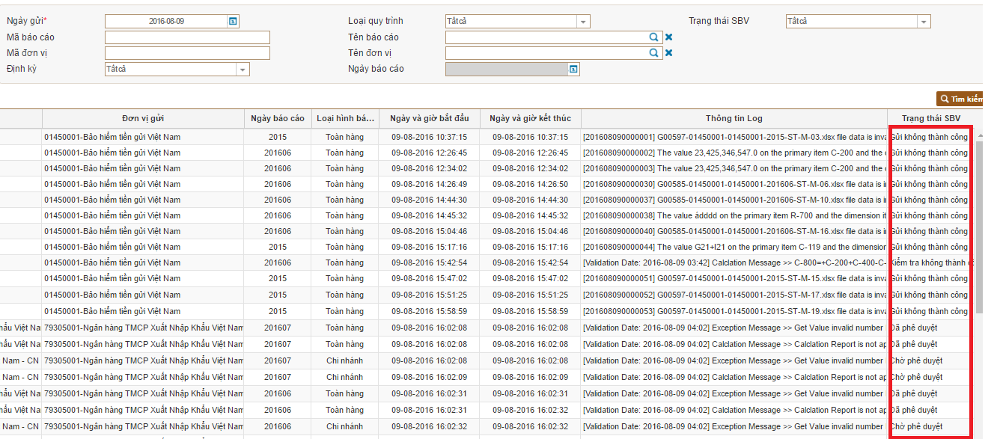 Ngày gửi* 2016-08-09 Loại quy trình Tất cả Trạng thái SBV Tất cả
Mã báo cáo Tên báo cáo
Mã đơn vị Tên đơn vị
Định kỳ Tất cả Ngày báo cáo
Tìm kiếm
Đơn vị gửi Ngày báo cáo Loại hình bá... Ngày và giờ bắt đầu Ngày và giờ kết thúc Thông tin Log Trạng thái SBV
01450001-Bảo hiểm tiền gửi Việt Nam 2015 Toàn hàng 09-08-2016 10:37:15 09-08-2016 10:37:15 [201608090000001] G00597-01450001-01450001-2015-ST-M-03.xlsx file data is inva Gửi không thành công
01450001-Bảo hiểm tiền gửi Việt Nam 201606 Toàn hàng 09-08-2016 12:26:45 09-08-2016 12:26:45 [201608090000002] The value 23,425,346,547.0 on the primary item C-200 and the Gửi không thành công
01450001-Bảo hiểm tiền gửi Việt Nam 201606 Toàn hàng 09-08-2016 12:34:02 09-08-2016 12:34:02 [201608090000003] The value 23,425,346,547.0 on the primary item C-200 and the Gửi không thành công
01450001-Bảo hiểm tiền gửi Việt Nam 201606 Toàn hàng 09-08-2016 14:26:49 09-08-2016 14:26:50 [201608090000030] G00585-01450001-01450001-201606-ST-M-06.xlsx file data is Gửi không thành công
01450001-Bảo hiểm tiền gửi Việt Nam 201606 Toàn hàng 09-08-2016 14:44:30 09-08-2016 14:44:30 [201608090000037] G00585-01450001-01450001-201606-ST-M-10.xlsx file data is Gửi không thành công
01450001-Bảo hiểm tiền gửi Việt Nam 201606 Toàn hàng 09-08-2016 14:45:32 09-08-2016 14:45:32 [201608090000038] The value ádddd on the primary item R-700 and the dimension it Gửi không thành công
01450001-Bảo hiểm tiền gửi Việt Nam 201606 Toàn hàng 09-08-2016 15:04:46 09-08-2016 15:04:46 [201608090000040] G00585-01450001-01450001-201606-ST-M-16.xlsx file data is Gửi không thành công
01450001-Bảo hiểm tiền gửi Việt Nam 2015 Toàn hàng 09-08-2016 15:17:16 09-08-2016 15:17:16 [201608090000044] The value G21+I21 on the primary item C-119 and the dimension Gửi không thành công
01450001-Bảo hiểm tiền gửi Việt Nam 201606 Toàn hàng 09-08-2016 15:42:54 09-08-2016 15:42:54 [Validation Date: 2016-08-09 03:42] Calclation Message >> C-800=+C-200+C-400-C- Kiểm tra không thành
01450001-Bảo hiểm tiền gửi Việt Nam 2015 Toàn hàng 09-08-2016 15:47:02 09-08-2016 15:47:02 [201608090000051] G00597-01450001-01450001-2015-ST-M-15.xlsx file data is inva Gửi không thành công
01450001-Bảo hiểm tiền gửi Việt Nam 2015 Toàn hàng 09-08-2016 15:51:25 09-08-2016 15:51:25 [201608090000052] G00597-01450001-01450001-2015-ST-M-17.xlsx file data is inva Gửi không thành công
01450001-Bảo hiểm tiền gửi Việt Nam 2015 Toàn hàng 09-08-2016 15:58:59 09-08-2016 15:58:59 [201608090000053] G00597-01450001-01450001-2015-ST-M-19.xlsx file data is inva Gửi không thành công
khẩu Việt Na 79305001-Ngân hàng TMCP Xuất Nhập Khẩu Việt Nam 201607 Toàn hàng 09-08-2016 16:02:08 09-08-2016 16:02:08 [Validation Date: 2016-08-09 04:02] Exception Message >> Get Value invalid number Đã phê duyệt
hẩu Việt Na 79305001-Ngân hàng TMCP Xuất Nhập Khẩu Việt Nam 201607 Toàn hàng 09-08-2016 16:02:08 09-08-2016 16:02:08 [Validation Date: 2016-08-09 04:02] Calclation Message >> Calclation Report is not ap Đã phê duyệt
Nam - CN 79305001-Ngân hàng TMCP Xuất Nhập Khẩu Việt Nam 201607 Chi nhánh 09-08-2016 16:02:08 09-08-2016 16:02:08 [Validation Date: 2016-08-09 04:02] Exception Message >> Get Value invalid number Chờ phê duyệt
Nam - CN 79305001-Ngân hàng TMCP Xuất Nhập Khẩu Việt Nam 201607 Chi nhánh 09-08-2016 16:02:09 09-08-2016 16:02:09 [Validation Date: 2016-08-09 04:02] Calclation Message >> Calclation Report is not ap Chờ phê duyệt
hẩu Việt Na 79305001-Ngân hàng TMCP Xuất Nhập Khẩu Việt Nam 201606 Toàn hàng 09-08-2016 16:02:31 09-08-2016 16:02:31 [Validation Date: 2016-08-09 04:02] Exception Message >> Get Value invalid number Đã phê duyệt
hẩu Việt Na 79305001-Ngân hàng TMCP Xuất Nhập Khẩu Việt Nam 201606 Toàn hàng 09-08-2016 16:02:31 09-08-2016 16:02:32 [Validation Date: 2016-08-09 04:02] Calclation Message >> Calclation Report is not ap Đã phê duyệt
Nam - CN 79305001-Ngân hàng TMCP Xuất Nhập Khẩu Việt Nam 201606 Chi nhánh 09-08-2016 16:02:32 09-08-2016 16:02:32 [Validation Date: 2016-08-09 04:02] Exception Message >> Get Value invalid number Chờ phê duyệt